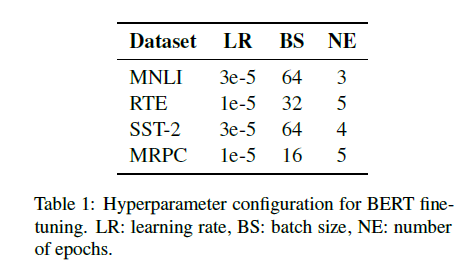 Dataset LR BS NE
MNLI 3e-5 64 3
RTE 1e-5 32 5
SST-2 3e-5 64 4
MRPC 1e-5 16 5
Table 1: Hyperparameter configuration for BERT fine-
tuning. LR: learning rate, BS: batch size, NE: number
of epochs.